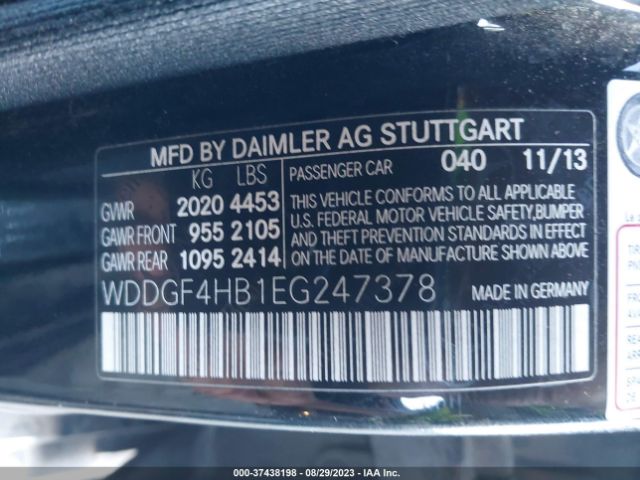 MFD BY DAIMLER AG STUTTGART
KG LBS
GVWR 2020 4453
GAWR FRONT 955 2105
GAWR REAR 1095 2414
PASSENGER CAR 040 11/13
THIS VEHICLE CONFORMS TO ALL APPLICABLE
U.S. FEDERAL MOTOR VEHICLE SAFETY,BUMPER
AND THEFT PREVENTION STANDARDS IN EFFECT
ON THE DATE OF MANUFACTURE SHOWN ABOVE
WDDGF4HB1EG247378 MADE IN GERMANY
000-37438198 - 08/29/2023 - IAA Inc.